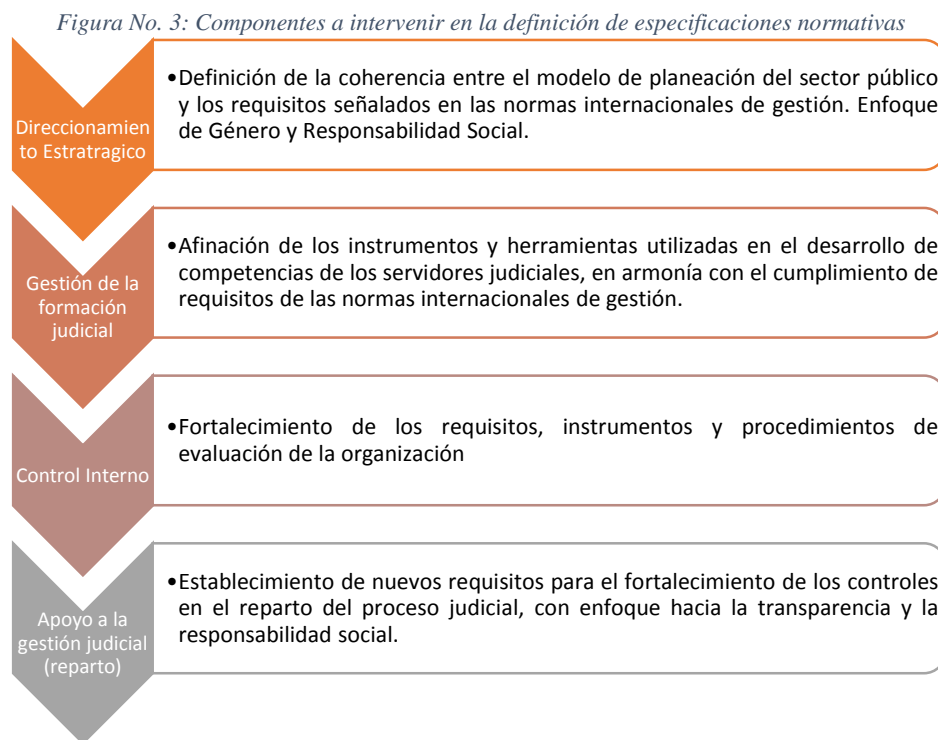 Figura No. 3: Componentes a intervenir en la definición de especificaciones normativas
Direccionamien
to Estratragico
•Definición de la coherencia entre el modelo de planeación del sector público
y los requisitos señalados en las normas internacionales de gestión. Enfoque
de Género y Responsabilidad Social.
Gestión de la
formación
judicial
•Afinación de los instrumentos y herramientas utilizadas en el desarrollo de
competencias de los servidores judiciales, en armonía con el cumplimiento de
requisitos de las normas internacionales de gestión.
Control Interno
•Fortalecimiento de los requisitos, instrumentos y procedimientos de
evaluación de la organización
Apoyo a la
gestión judicial
(reparto)
•Establecimiento de nuevos requisitos para el fortalecimiento de los controles
en el reparto del proceso judicial, con enfoque hacia la transparencia y la
responsabilidad social.